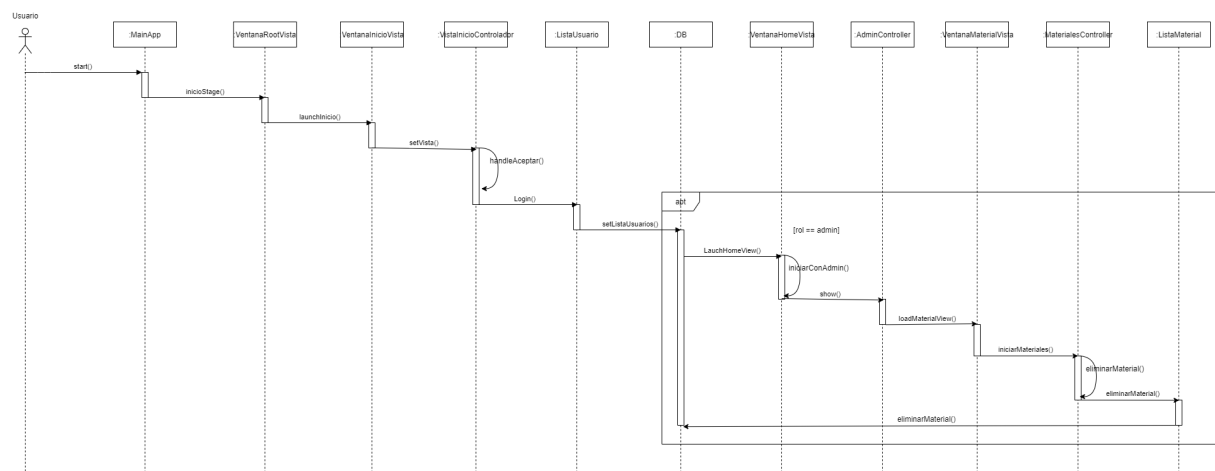 Usuario
:MainApp
:VentanaRootVista
VentanaInicioVista
:VistaInicioControlador
:ListaUsuario
:DB
:VentanaHomeVista
:AdminController
:VentanaMaterialVista
:MaterialesController
:ListaMaterial
start()
inicioStage()
launchInicio()
setVista()
handleAceptar()
Login()
apt
setListaUsuarios()
[rol == admin]
LauchHomeView()
iniciarConAdmin()
show()
loadMaterialView()
iniciarMateriales()
eliminarMaterial()
eliminarMaterial()
eliminarMaterial()